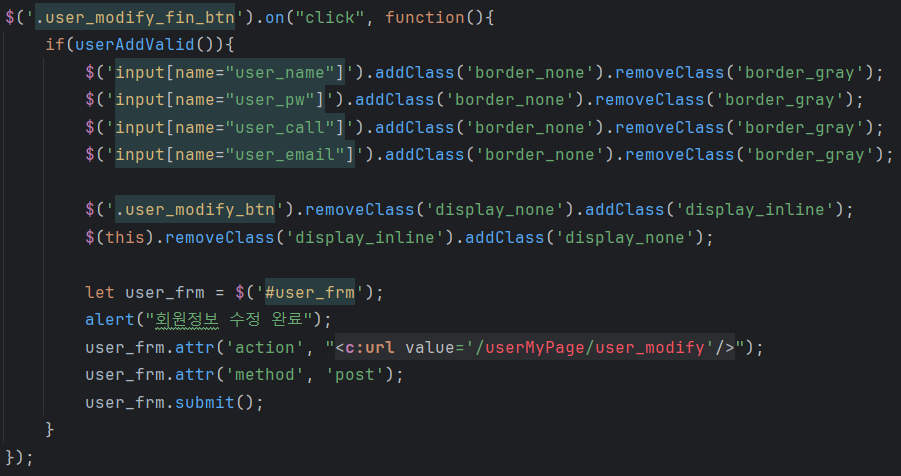 $('.user_modify_fin_btn').on("click", function(){
    if(userAddValid()){
        $('input[name="user_name"]').addClass('border_none').removeClass('border_gray');
        $('input[name="user_pw"]').addClass('border_none').removeClass('border_gray');
        $('input[name="user_call"]').addClass('border_none').removeClass('border_gray');
        $('input[name="user_email"]').addClass('border_none').removeClass('border_gray');

        $('.user_modify_btn').removeClass('display_none').addClass('display_inline');
        $(this).removeClass('display_inline').addClass('display_none');

        let user_frm = $('#user_frm');
        alert("회원정보 수정 완료");
        user_frm.attr('action', "<c:url value='/userMyPage/user_modify'/>");
        user_frm.attr('method', 'post');
        user_frm.submit();
    }
});